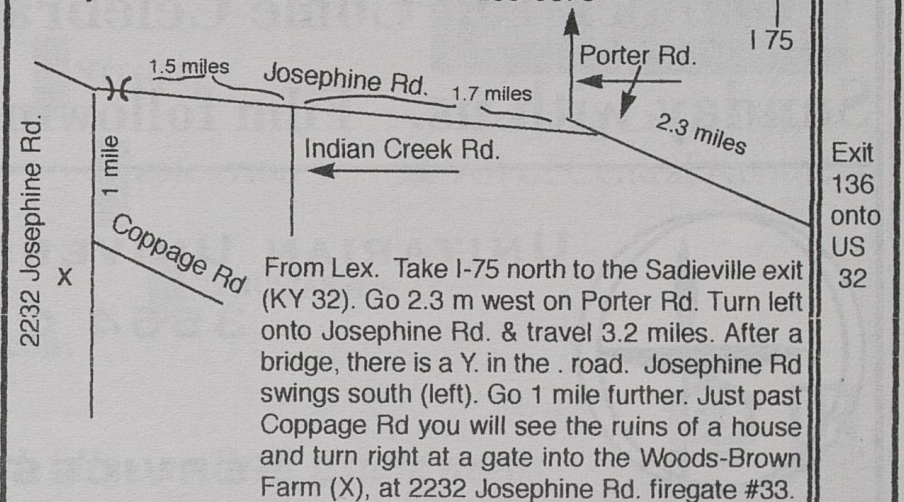 I 75
Porter Rd.
1.5 miles
Josephine Rd.
1.7 miles
2.3 miles
Indian Creek Rd.
Exit
136
onto
US
32
2232 Josephine Rd.
1 mile
Coppage Rd
X
From Lex. Take I-75 north to the Sadieville exit
(KY 32). Go 2.3 m west on Porter Rd. Turn left
onto Josephine Rd. & travel 3.2 miles. After a
bridge, there is a Y. in the . road. Josephine Rd
swings south (left). Go 1 mile further. Just past
Coppage Rd you will see the ruins of a house
and turn right at a gate into the Woods-Brown
Farm (X), at 2232 Josephine Rd. firegate #33.